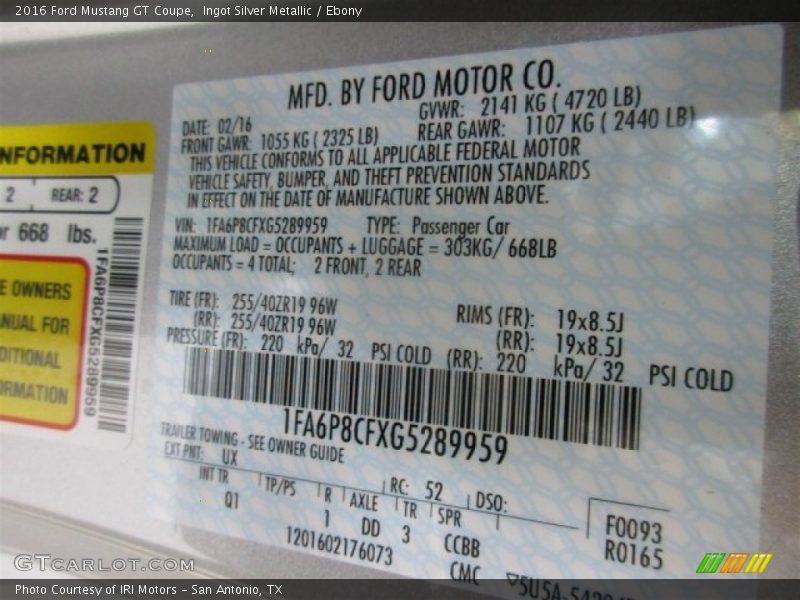 2016 Ford Mustang GT Coupe,  Ingot Silver Metallic / Ebony
NFORMATION
2 REAR: 2
or 668 lbs.
E OWNERS
NUAL FOR
DITIONAL
ORMATION
1FA6P8CFXG5289959
MFD. BY FORD MOTOR CO.
DATE: 02/16 GVWR: 2141 KG ( 4720 LB)
FRONT GAWR: 1055 KG ( 2325 LB) REAR GAWR: 1107 KG ( 2440 LB)
THIS VEHICLE CONFORMS TO ALL APPLICABLE FEDERAL MOTOR
VEHICLE SAFETY, BUMPER, AND THEFT PREVENTION STANDARDS
IN EFFECT ON THE DATE OF MANUFACTURE SHOWN ABOVE.
VIN: 1FA6P8CFXG5289959 TYPE: Passenger Car
MAXIMUM LOAD = OCCUPANTS + LUGGAGE = 303KG/ 668LB
OCCUPANTS = 4 TOTAL; 2 FRONT, 2 REAR
TIRE (FR): 255/40ZR19 96W RIMS (FR): 19x8.5J
(RR): 255/40ZR19 96W (RR): 19x8.5J
PRESSURE (FR): 220 kPa/ 32 PSI COLD (RR): 220 kPa/ 32 PSI COLD
1FA6P8CFXG5289959
TRAILER TOWING - SEE OWNER GUIDE
EXT PNT: UX RC: 52 DSO:
INT TR TP/PS R AXLE TR SPR F0093
Q1 1 DD 3 CCBB R0165
1201602176073 CMC
GTCarLot.com
Photo Courtesy of IRI Motors – San Antonio, TX